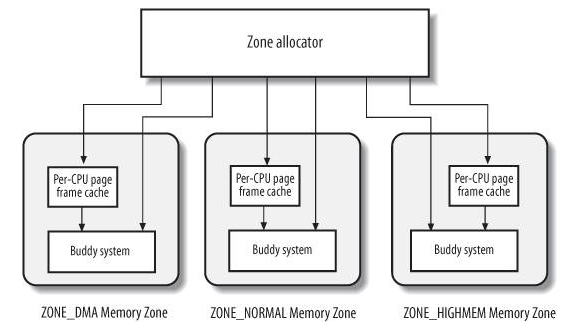 Zone allocator
Per-CPU page
frame cache
Buddy system
Per-CPU page
frame cache
Buddy system
Per-CPU page
frame cache
Buddy system
ZONE_DMA Memory Zone
ZONE_NORMAL Memory Zone
ZONE_HIGHMEM Memory Zone